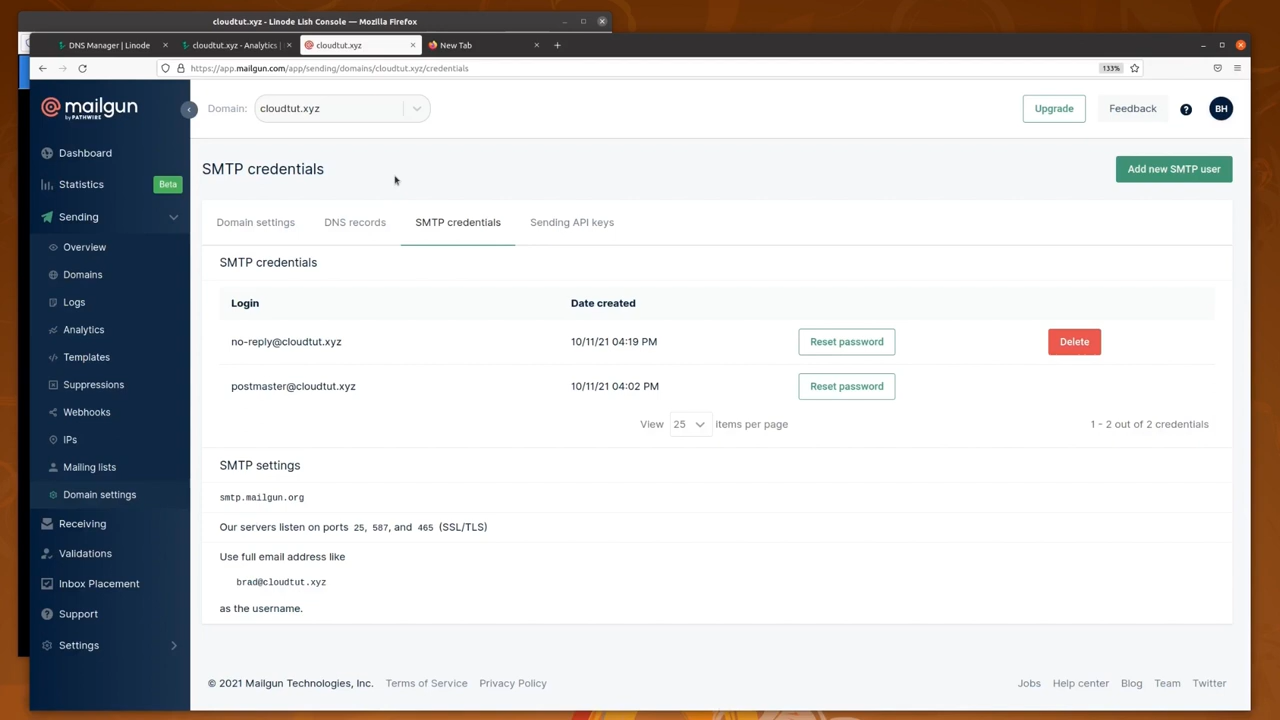 cloudtut.xyz - Linode Lish Console — Mozilla Firefox
DNS Manager | Linode
cloudtut.xyz - Analytics |
cloudtut.xyz
New Tab
https://app.mailgun.com/app/sending/domains/cloudtut.xyz/credentials
133%
mailgun
by PATHWIRE
Domain:
cloudtut.xyz
Upgrade
Feedback
BH
Dashboard
Statistics
Beta
Sending
Overview
Domains
Logs
Analytics
Templates
Suppressions
Webhooks
IPs
Mailing lists
Domain settings
Receiving
Validations
Inbox Placement
Support
Settings
SMTP credentials
Add new SMTP user
Domain settings
DNS records
SMTP credentials
Sending API keys
SMTP credentials
Login
Date created
no-reply@cloudtut.xyz
10/11/21 04:19 PM
Reset password
Delete
postmaster@cloudtut.xyz
10/11/21 04:02 PM
Reset password
View 25 items per page
1 - 2 out of 2 credentials
SMTP settings
smtp.mailgun.org
Our servers listen on ports 25, 587, and 465 (SSL/TLS)
Use full email address like
brad@cloudtut.xyz
as the username.
© 2021 Mailgun Technologies, Inc.
Terms of Service
Privacy Policy
Jobs
Help center
Blog
Team
Twitter